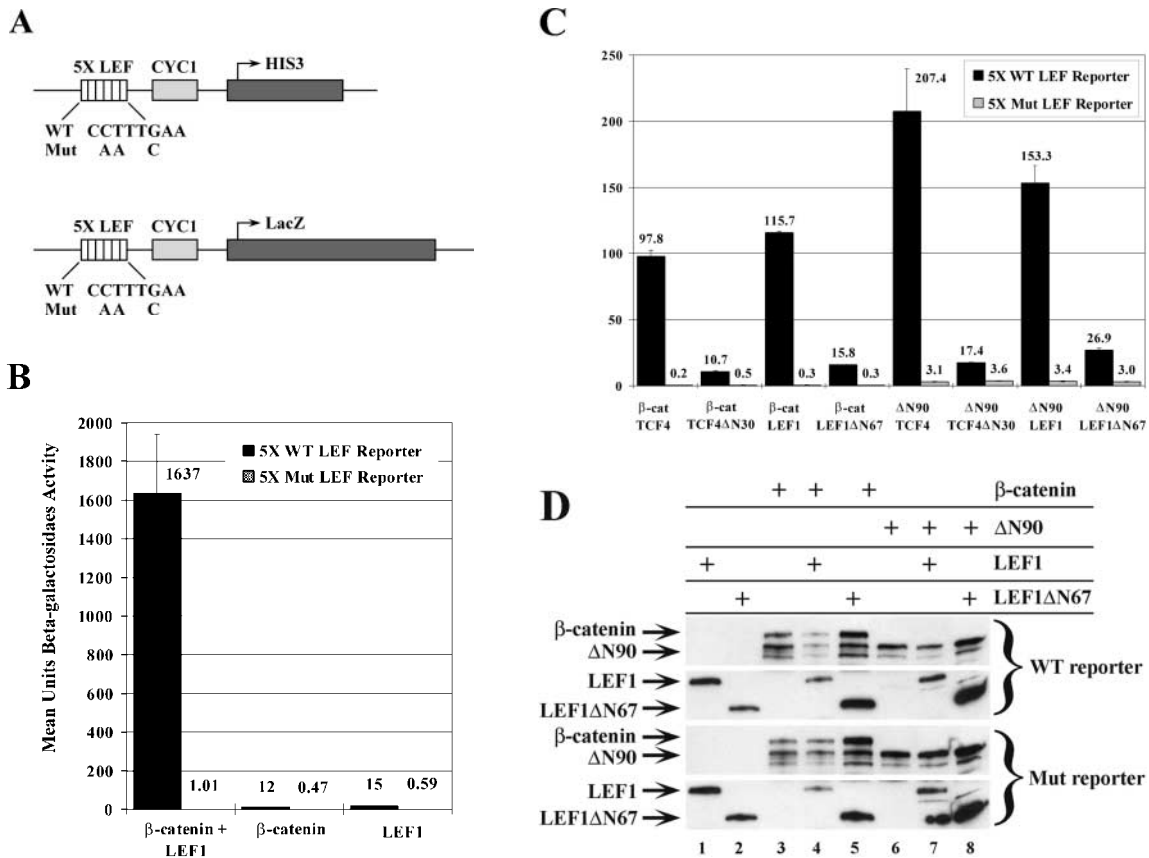 A
5X LEF CYC1 HIS3
WT CCTTTGAA
Mut AA C
5X LEF CYC1 LacZ
WT CCTTTGAA
Mut AA C
B
Mean Units Beta-galactosidaes Actvity
2000
1800
1600
1400
1200
1000
800
600
400
200
0
5X WT LEF Reporter
5X Mut LEF Reporter
1637
1.01
12
0.47
15
0.59
β-catenin + LEF1
β-catenin
LEF1
C
250
200
150
100
50
0
5X WT LEF Reporter
5X Mut LEF Reporter
97.8
0.2
10.7
0.5
115.7
0.3
15.8
0.3
207.4
3.1
17.4
3.6
153.3
3.4
26.9
3.0
β-cat β-cat β-cat β-cat ΔN90 ΔN90 ΔN90 ΔN90
TCF4 TCF4ΔN30 LEF1 LEF1ΔN67 TCF4 TCF4ΔN30 LEF1 LEF1ΔN67
D
+ + + β-catenin
+ + + ΔN90
+ + + LEF1
+ + + LEF1ΔN67
β-catenin
ΔN90
LEF1
LEF1ΔN67
WT reporter
β-catenin
ΔN90
LEF1
LEF1ΔN67
Mut reporter
1 2 3 4 5 6 7 8